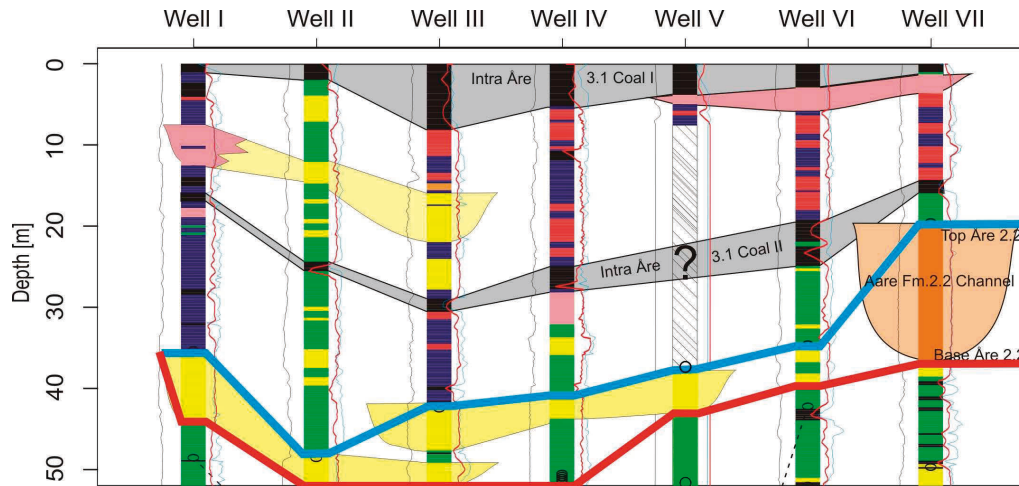 Well I Well II Well III Well IV Well V Well VI Well VII
0
Intra Åre 3.1 Coal I
10
20
Top Åre 2.2
3.1 Coal II
Intra Åre ?
Aare Fm.2.2 Channel
30
Base Åre 2.2
40
50
Depth [m]